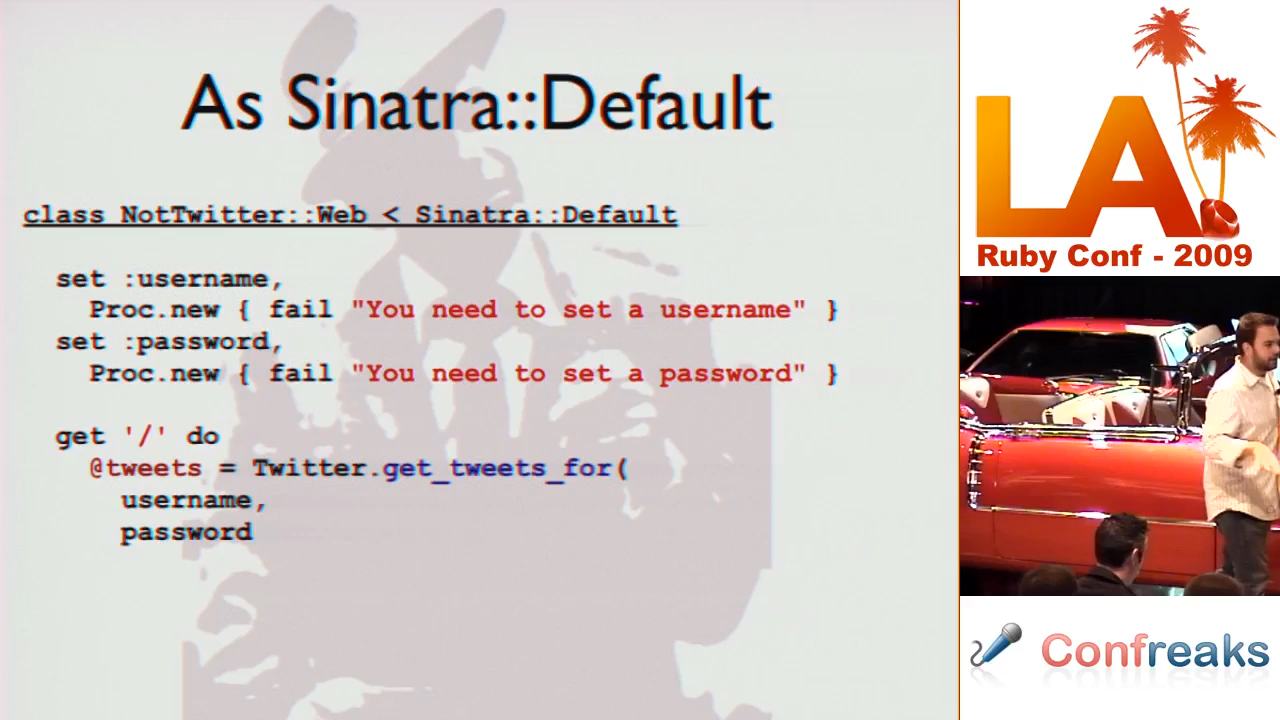 As Sinatra::Default
class NotTwitter::Web < Sinatra::Default
set :username,
Proc.new { fail "You need to set a username" }
set :password,
Proc.new { fail "You need to set a password" }
get '/' do
@tweets = Twitter.get_tweets_for(
username,
password
LA
Ruby Conf - 2009
Confreaks